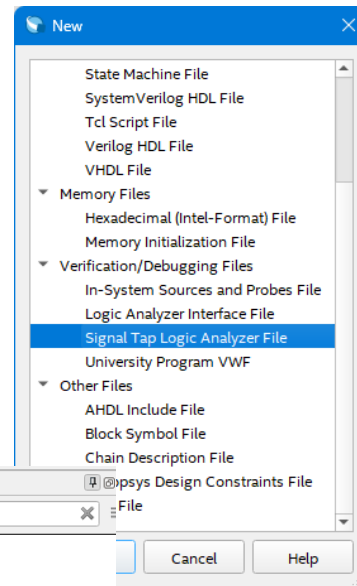 New
State Machine File
SystemVerilog HDL File
Tcl Script File
Verilog HDL File
VHDL File
Memory Files
Hexadecimal (Intel-Format) File
Memory Initialization File
Verification/Debugging Files
In-System Sources and Probes File
Logic Analyzer Interface File
Signal Tap Logic Analyzer File
University Program VWF
Other Files
AHDL Include File
Block Symbol File
Chain Description File
opsys Design Constraints File
File
Cancel
Help